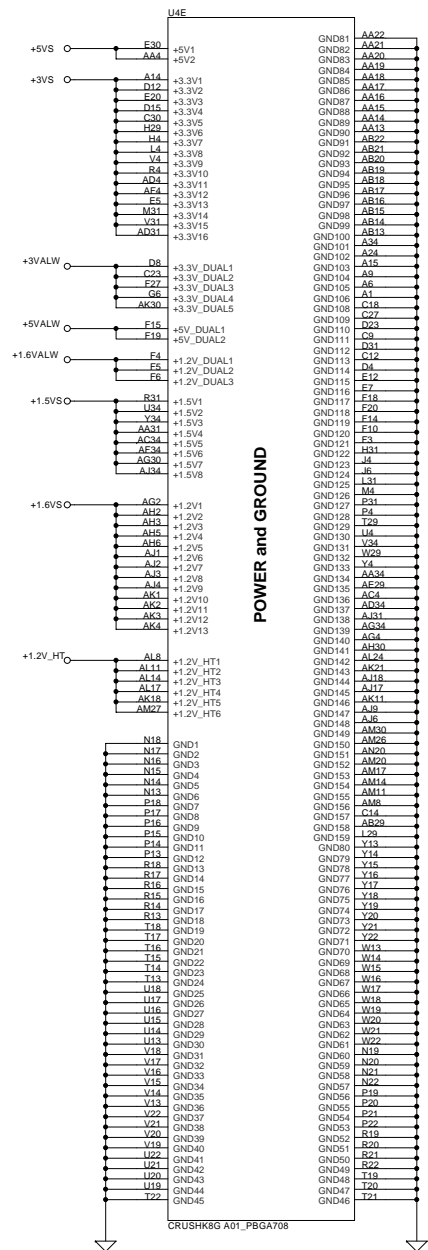 U4E
+5VS E30 +5V1
AA4 +5V2
+3VS A14 +3.3V1
D12 +3.3V2
E20 +3.3V3
D15 +3.3V4
C30 +3.3V5
H29 +3.3V6
H4 +3.3V7
L4 +3.3V8
V4 +3.3V9
R4 +3.3V10
AD4 +3.3V11
AF4 +3.3V12
E5 +3.3V13
M31 +3.3V14
V31 +3.3V15
AD31 +3.3V16
+3VALW D8 +3.3V_DUAL1
C23 +3.3V_DUAL2
F27 +3.3V_DUAL3
G6 +3.3V_DUAL4
AK30 +3.3V_DUAL5
+5VALW F15 +5V_DUAL1
F19 +5V_DUAL2
+1.6VALW F4 +1.2V_DUAL1
F5 +1.2V_DUAL2
F6 +1.2V_DUAL3
+1.5VS R31 +1.5V1
U34 +1.5V2
Y34 +1.5V3
AA31 +1.5V4
AC34 +1.5V5
AF34 +1.5V6
AG30 +1.5V7
AJ34 +1.5V8
+1.6VS AG2 +1.2V1
AH2 +1.2V2
AH3 +1.2V3
AH5 +1.2V4
AH6 +1.2V5
AJ1 +1.2V6
AJ2 +1.2V7
AJ3 +1.2V8
AJ4 +1.2V9
AK1 +1.2V10
AK2 +1.2V11
AK3 +1.2V12
AK4 +1.2V13
+1.2V_HT AL8 +1.2V_HT1
AL11 +1.2V_HT2
AL14 +1.2V_HT3
AL17 +1.2V_HT4
AK18 +1.2V_HT5
AM27 +1.2V_HT6
N18 GND1
N17 GND2
N16 GND3
N15 GND4
N14 GND5
N13 GND6
P18 GND7
P17 GND8
P16 GND9
P15 GND10
P14 GND11
P13 GND12
R18 GND13
R17 GND14
R16 GND15
R15 GND16
R14 GND17
R13 GND18
T18 GND19
T17 GND20
T16 GND21
T15 GND22
T14 GND23
T13 GND24
U18 GND25
U17 GND26
U16 GND27
U15 GND28
U14 GND29
U13 GND30
V18 GND31
V17 GND32
V16 GND33
V15 GND34
V14 GND35
V13 GND36
V22 GND37
V21 GND38
V20 GND39
V19 GND40
U22 GND41
U21 GND42
U20 GND43
U19 GND44
T22 GND45
POWER and GROUND
GND81 AA22
GND82 AA21
GND83 AA20
GND84 AA19
GND85 AA18
GND86 AA17
GND87 AA16
GND88 AA15
GND89 AA14
GND90 AA13
GND91 AB22
GND92 AB21
GND93 AB20
GND94 AB19
GND95 AB18
GND96 AB17
GND97 AB16
GND98 AB15
GND99 AB14
GND100 AB13
GND101 A34
GND102 A24
GND103 A15
GND104 A9
GND105 A6
GND106 A1
GND108 C18
GND109 C27
GND110 D23
GND111 C9
GND112 D31
GND113 C12
GND114 D4
GND115 E12
GND116 E7
GND117 F18
GND118 F20
GND119 F14
GND120 F10
GND121 F3
GND122 H31
GND123 J4
GND124 J6
GND125 L31
GND126 M4
GND127 P31
GND128 P4
GND129 T29
GND130 U4
GND131 V34
GND132 W29
GND133 Y4
GND134 AA34
GND135 AE29
GND136 AC4
GND137 AD34
GND138 AJ31
GND139 AG34
GND140 AG4
GND141 AH30
GND142 AL24
GND143 AK21
GND144 AJ18
GND145 AJ17
GND146 AK11
GND147 AJ9
GND148 AJ6
GND149 AM30
GND150 AM26
GND151 AN20
GND152 AM20
GND153 AM17
GND154 AM14
GND155 AM11
GND156 AM8
GND157 C14
GND158 AB29
GND159 L29
GND80 Y13
GND79 Y14
GND78 Y15
GND77 Y16
GND76 Y17
GND75 Y18
GND74 Y19
GND73 Y20
GND72 Y21
GND71 Y22
GND70 W13
GND69 W14
GND68 W15
GND67 W16
GND66 W17
GND65 W18
GND64 W19
GND63 W20
GND62 W21
GND61 W22
GND60 N19
GND59 N20
GND58 N21
GND57 N22
GND56 P19
GND55 P20
GND54 P21
GND53 P22
GND52 R19
GND51 R20
GND50 R21
GND49 R22
GND48 T19
GND47 T20
GND46 T21
CRUSHK8G A01_PBGA708